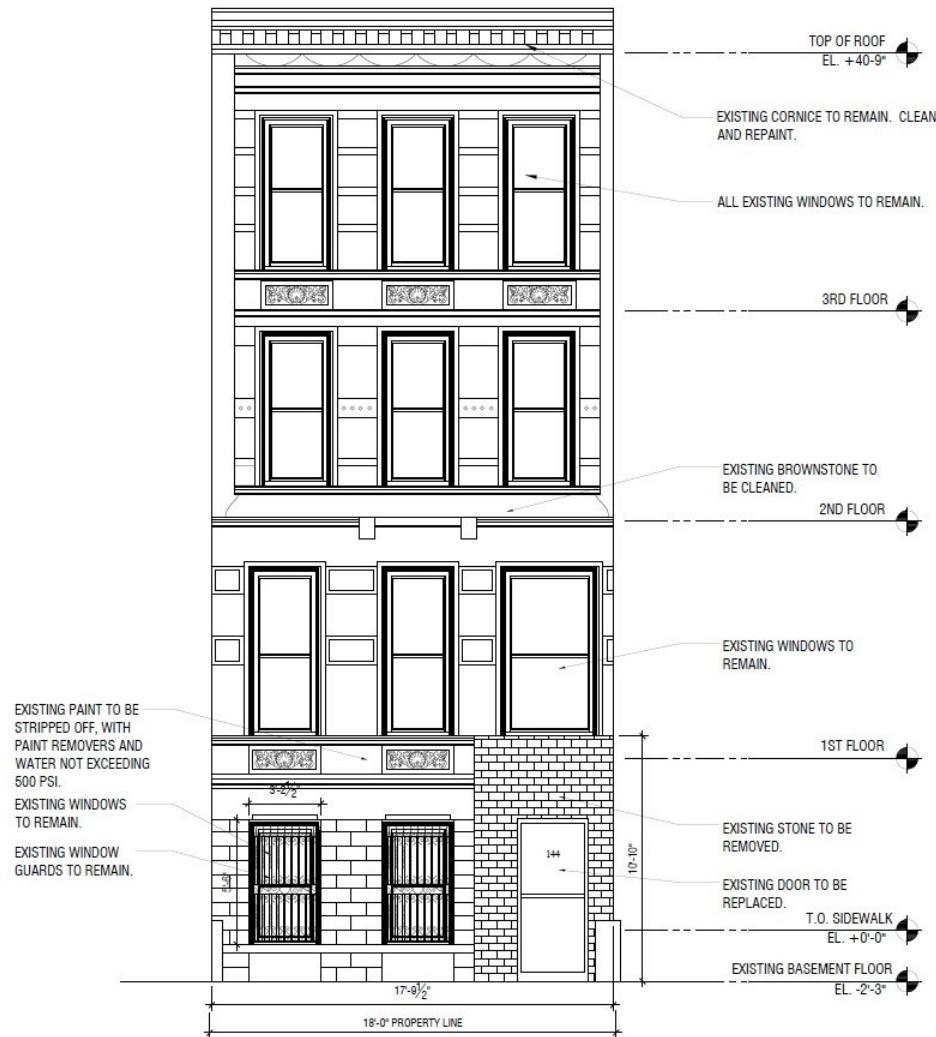 TOP OF ROOF
EL. +40-9"
EXISTING CORNICE TO REMAIN. CLEAN
AND REPAINT.
ALL EXISTING WINDOWS TO REMAIN.
3RD FLOOR
EXISTING BROWNSTONE TO
BE CLEANED.
2ND FLOOR
EXISTING WINDOWS TO
REMAIN.
EXISTING PAINT TO BE
STRIPPED OFF, WITH
PAINT REMOVERS AND
WATER NOT EXCEEDING
500 PSI.
1ST FLOOR
3'-2½"
EXISTING WINDOWS
TO REMAIN.
EXISTING WINDOW
GUARDS TO REMAIN.
144
10'-10"
EXISTING STONE TO BE
REMOVED.
EXISTING DOOR TO BE
REPLACED.
T.O. SIDEWALK
EL. +0'-0"
EXISTING BASEMENT FLOOR
EL. -2'-3"
17'-9½"
18'-0" PROPERTY LINE